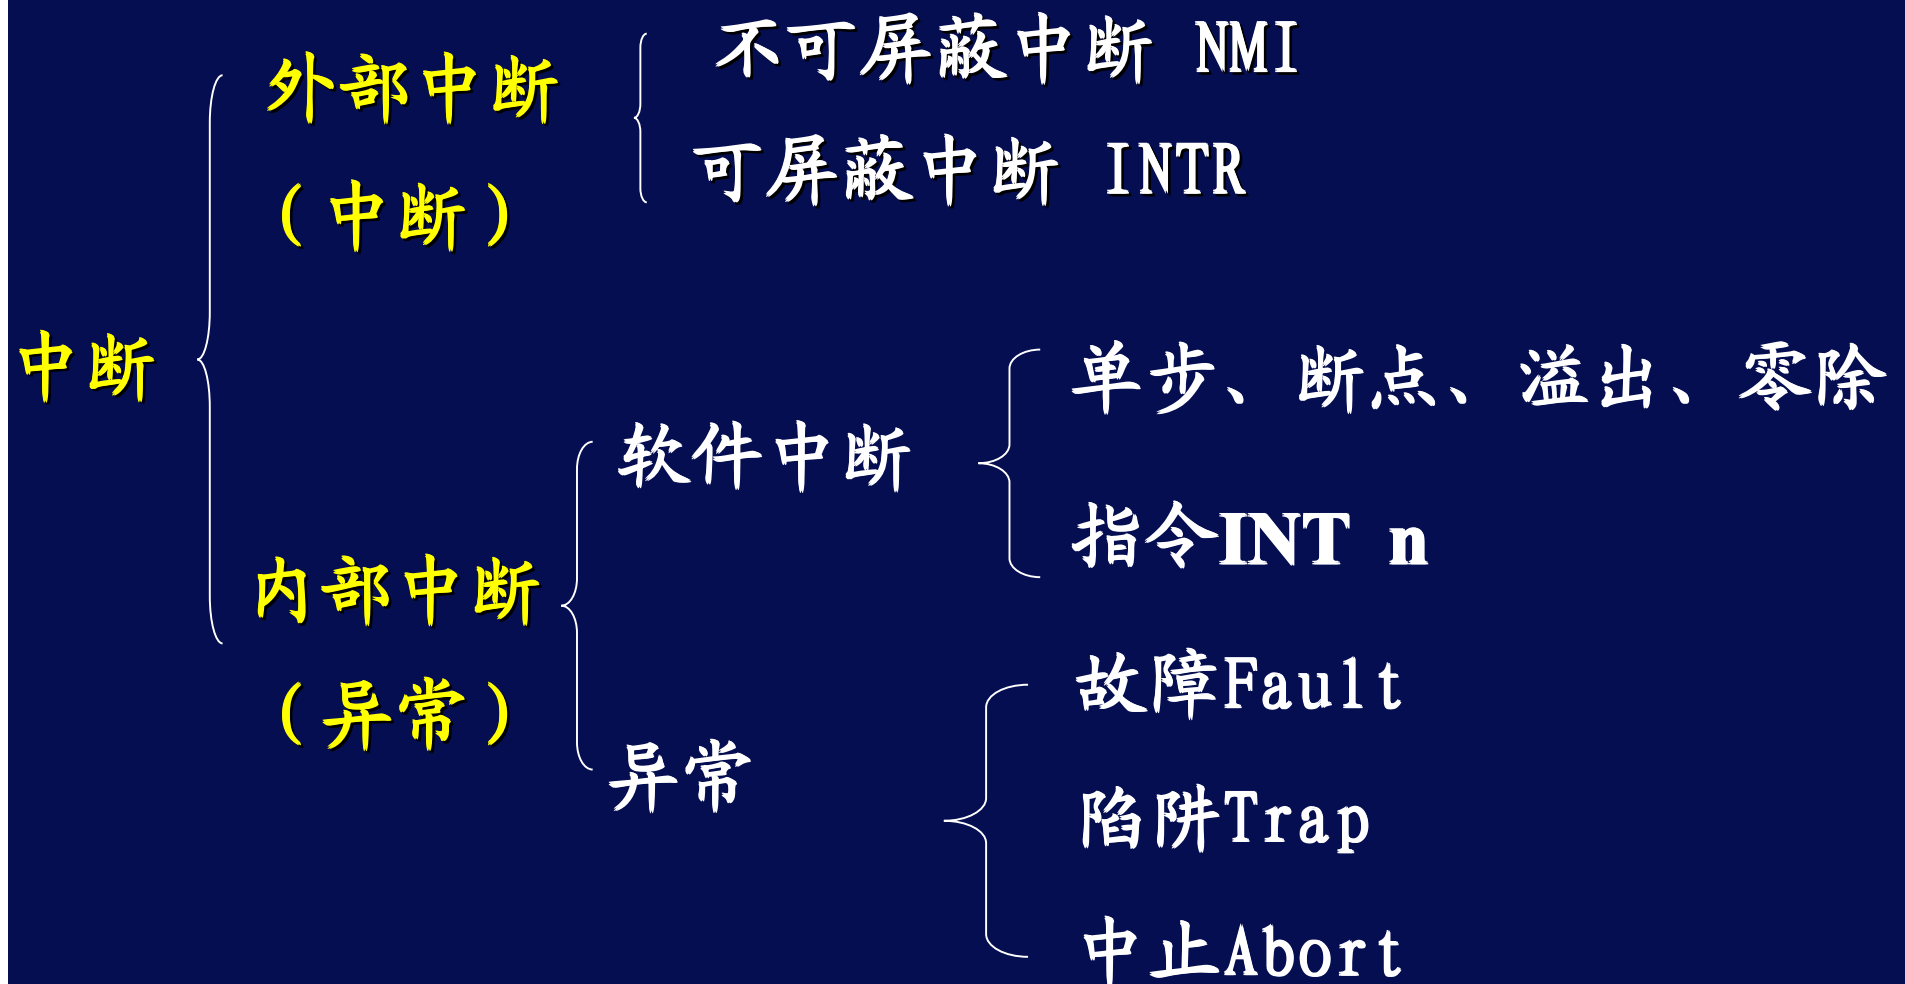 不可屏蔽中断 NMI
外部中断
可屏蔽中断 INTR
（中断）
中断
单步、断点、溢出、零除
软件中断
指令INT n
内部中断
故障Fault
（异常）
异常
陷阱Trap
中止Abort